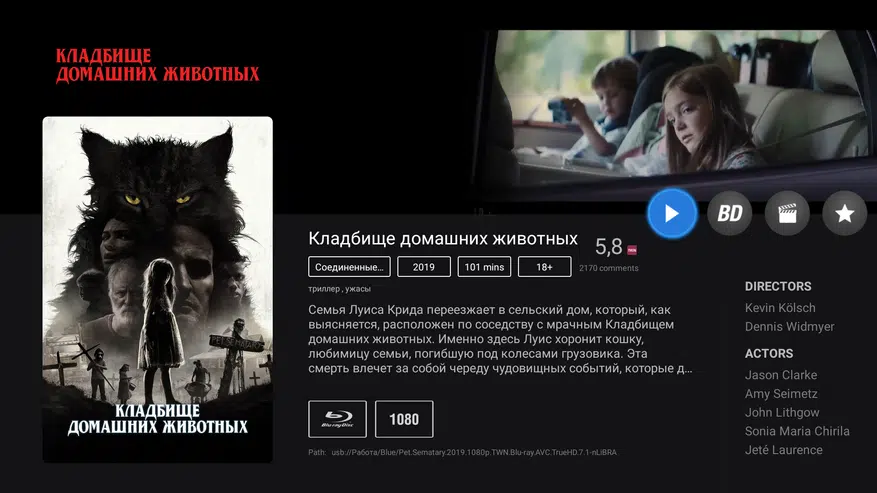 КЛАДБИЩЕ
ДОМАШНИХ ЖИВОТНЫХ
BD
Кладбище домашних животных
5,8
Соединенные...
2019
101 mins
18+
2170 comments
триллер , ужасы
Семья Луиса Крида переезжает в сельский дом, который, как
выясняется, расположен по соседству с мрачным Кладбищем
домашних животных. Именно здесь Луис хоронит кошку,
любимицу семьи, погибшую под колесами грузовика. Эта
смерть влечет за собой череду чудовищных событий, которые д...
Blu-ray Disc
1080
Path: usb://Работа/Blue/Pet.Sematary.2019.1080p.TWN.Blu-ray.AVC.TrueHD.7.1-nLiBRA
DIRECTORS
Kevin Kölsch
Dennis Widmyer
ACTORS
Jason Clarke
Amy Seimetz
John Lithgow
Sonia Maria Chirila
Jeté Laurence
PET SEMATARY
КЛАДБИЩЕ
ДОМАШНИХ ЖИВОТНЫХ